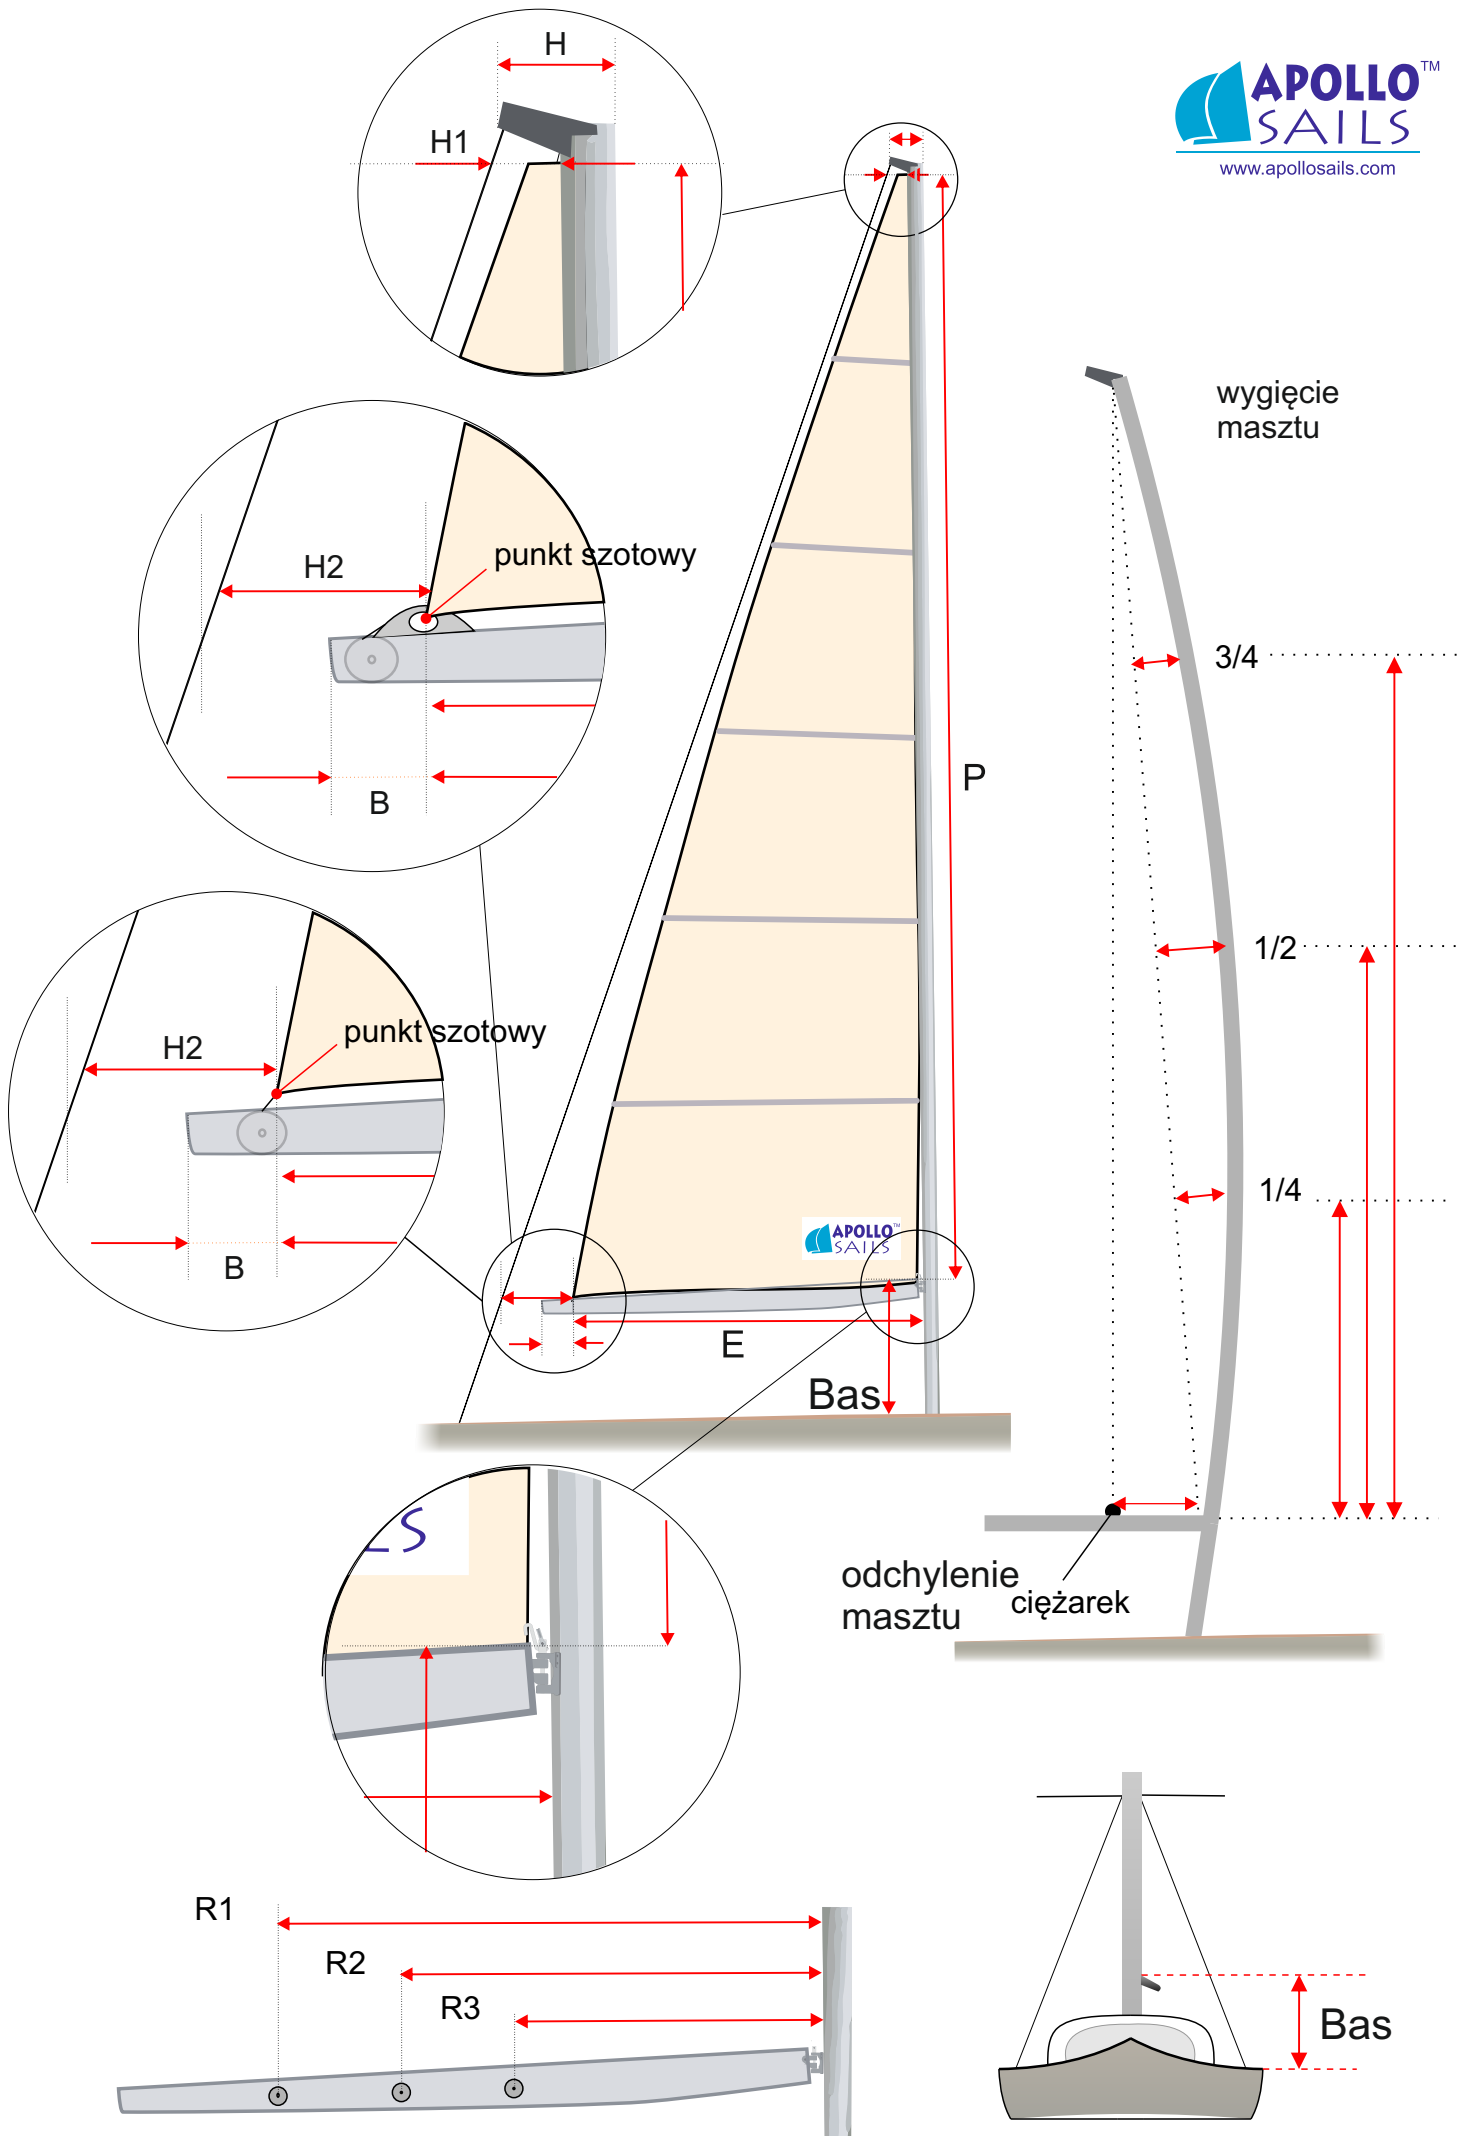 H
H1
APOLLO™
SAILS
www.apollosails.com
wygięcie
masztu
H2
punkt szotowy
B
3/4
P
1/2
H2
punkt szotowy
B
1/4
APOLLO™
SAILS
E
Bas
LS
odchylenie
masztu
ciężarek
R1
R2
R3
Bas